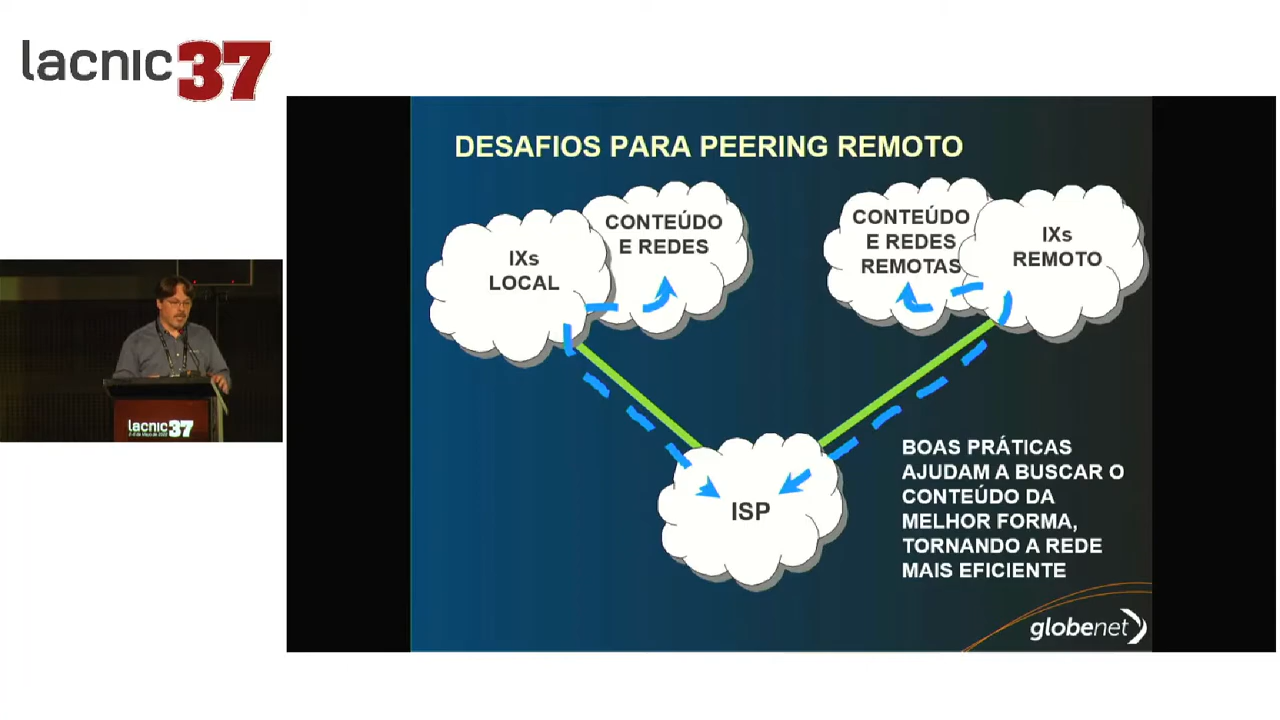 lacnic37
DESAFIOS PARA PEERING REMOTO
IXs
LOCAL
CONTEÚDO
E REDES
CONTEÚDO
E REDES
REMOTAS
IXs
REMOTO
ISP
BOAS PRÁTICAS
AJUDAM A BUSCAR O
CONTEÚDO DA
MELHOR FORMA,
TORNANDO A REDE
MAIS EFICIENTE
globenet
lacnic37